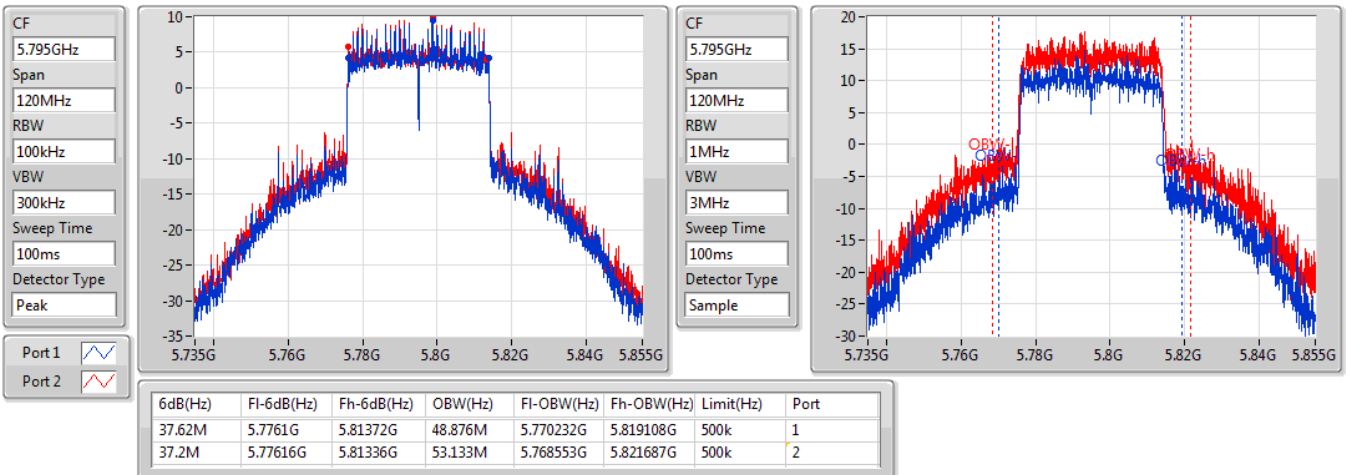 CF
5.795GHz
Span
120MHz
RBW
100kHz
VBW
300kHz
Sweep Time
100ms
Detector Type
Peak
Port 1
Port 2
10
5
0
-5
-10
-15
-20
-25
-30
-35
5.735G 5.76G 5.78G 5.8G 5.82G 5.84G 5.855G
CF
5.795GHz
Span
120MHz
RBW
1MHz
VBW
3MHz
Sweep Time
100ms
Detector Type
Sample
20
15
10
5
0
-5
-10
-15
-20
-25
-30
5.735G 5.76G 5.78G 5.8G 5.82G 5.84G 5.855G
6dB(Hz) Fl-6dB(Hz) Fh-6dB(Hz) OBW(Hz) Fl-OBW(Hz) Fh-OBW(Hz) Limit(Hz) Port
37.62M 5.7761G 5.81372G 48.876M 5.770232G 5.819108G 500k 1
37.2M 5.77616G 5.81336G 53.133M 5.768553G 5.821687G 500k 2